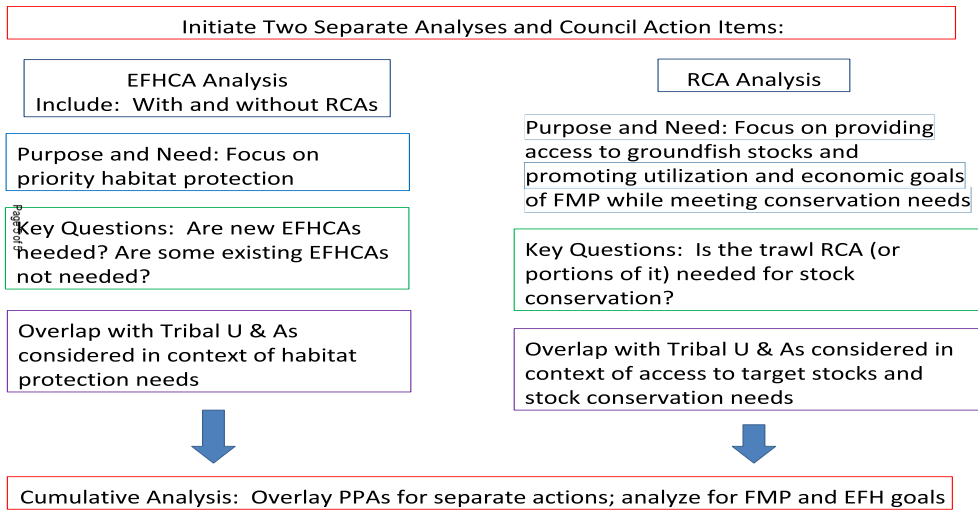 Initiate Two Separate Analyses and Council Action Items:
EFHCA Analysis
Include: With and without RCAs
Purpose and Need: Focus on
priority habitat protection
Key Questions: Are new EFHCAs
needed? Are some existing EFHCAs
not needed?
Overlap with Tribal U & As
considered in context of habitat
protection needs
RCA Analysis
Purpose and Need: Focus on providing
access to groundfish stocks and
promoting utilization and economic goals
of FMP while meeting conservation needs
Key Questions: Is the trawl RCA (or
portions of it) needed for stock
conservation?
Overlap with Tribal U & As considered in
context of access to target stocks and
stock conservation needs
Cumulative Analysis: Overlay PPAs for separate actions; analyze for FMP and EFH goals